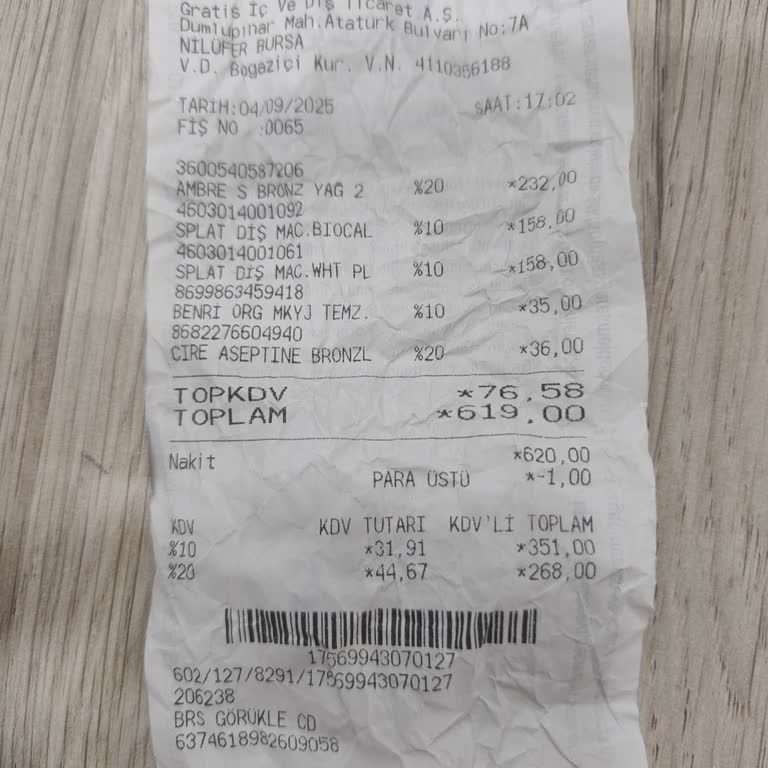 Gratis İç Ve Dış Ticaret A.Ş.
Dumlupınar Mah.Atatürk Bulvarı No:7A
NİLÜFER BURSA
V.D. Bogaziçi Kur. V.N. 4110366188
TARİH:04/09/2025 SAAT:17:02
FİŞ NO :0065
3600540587206
AMBRE S BRONZ YAĞ 2 %20 *232,00
4603014001092
SPLAT DİŞ MAC.BIOCAL %10 *158,00
4603014001061
SPLAT DİŞ MAC.WHT PL %10 *158,00
8699863459418
BENRİ ORG MKYJ TEMZ. %10 *35,00
8682276604940
CIRE ASEPTINE BRONZL %20 *36,00
TOPKDV *76,58
TOPLAM *619,00
Nakit *620,00
PARA ÜSTÜ *-1,00
KDV KDV TUTARI KDV'Lİ TOPLAM
%10 *31,91 *351,00
%20 *44,67 *268,00
17569943070127
602/127/8291/17569943070127
206238
BRS GÖRÜKLE CD
6374618982609058